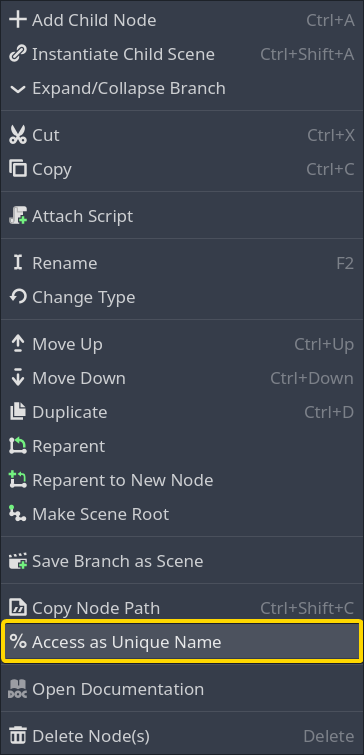 Add Child Node Ctrl+A
Instantiate Child Scene Ctrl+Shift+A
Expand/Collapse Branch
Cut Ctrl+X
Copy Ctrl+C
Attach Script
Rename F2
Change Type
Move Up Ctrl+Up
Move Down Ctrl+Down
Duplicate Ctrl+D
Reparent
Reparent to New Node
Make Scene Root
Save Branch as Scene
Copy Node Path Ctrl+Shift+C
% Access as Unique Name
DOC Open Documentation
Delete Node(s) Delete